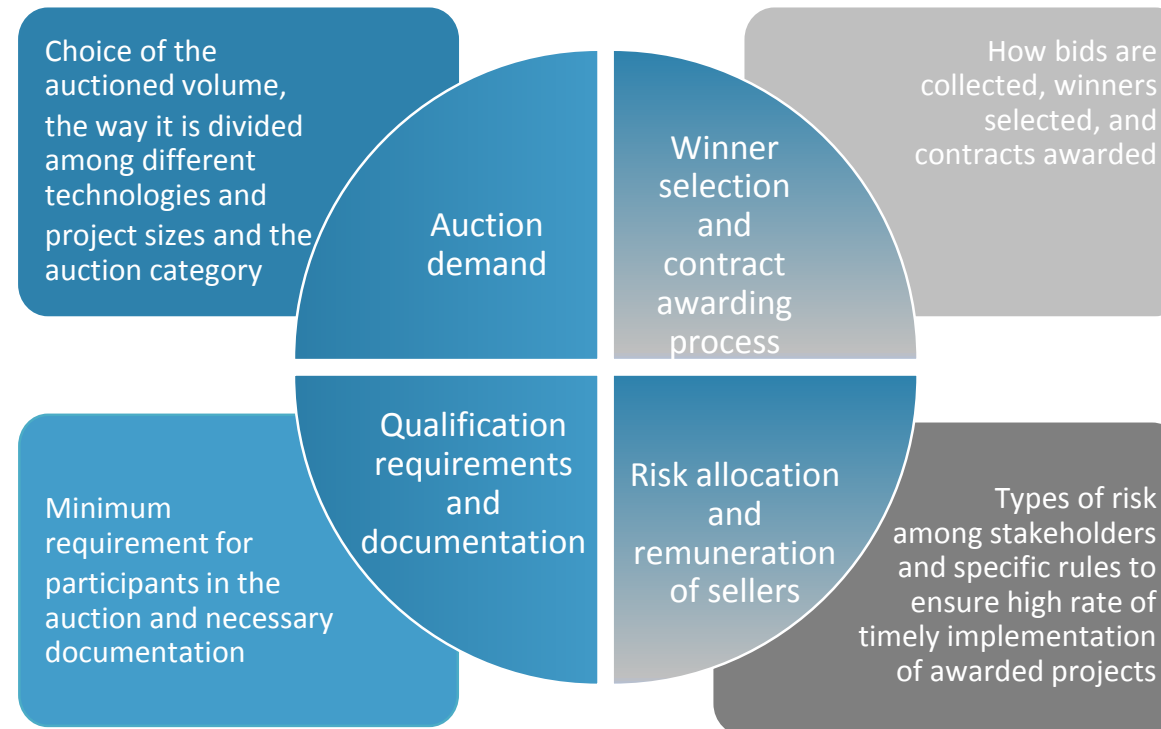 Choice of the
auctioned volume,
the way it is divided
among different
technologies and
project sizes and the
auction category
Auction
demand
Winner
selection
and
contract
awarding
process
How bids are
collected, winners
selected, and
contracts awarded
Minimum
requirement for
participants in the
auction and necessary
documentation
Qualification
requirements
and
documentation
Risk allocation
and
remuneration
of sellers
Types of risk
among stakeholders
and specific rules to
ensure high rate of
timely implementation
of awarded projects